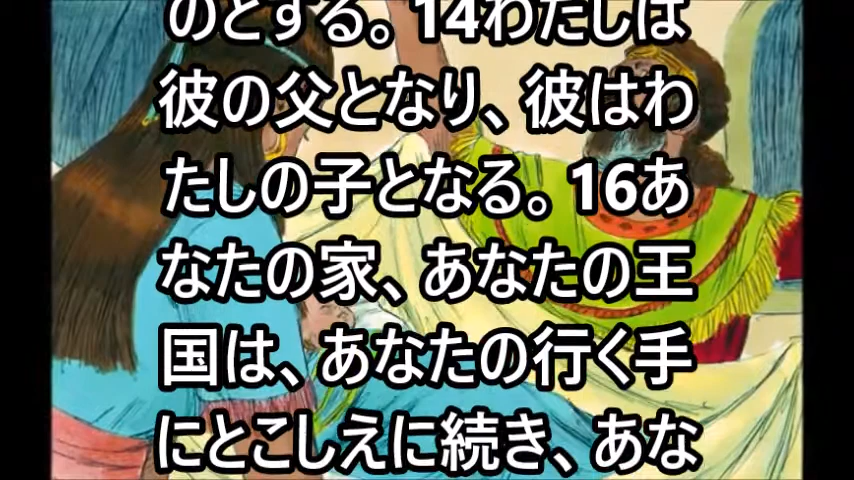 のとする。14わたしは
彼の父となり、彼はわ
たしの子となる。16あ
なたの家、あなたの王
国は、あなたの行く手
にとこしえに続き、あな